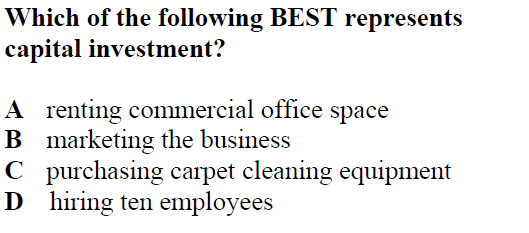 Which of the following BEST represents
capital investment?
A renting commercial office space
B marketing the business
C purchasing carpet cleaning equipment
D hiring ten employees